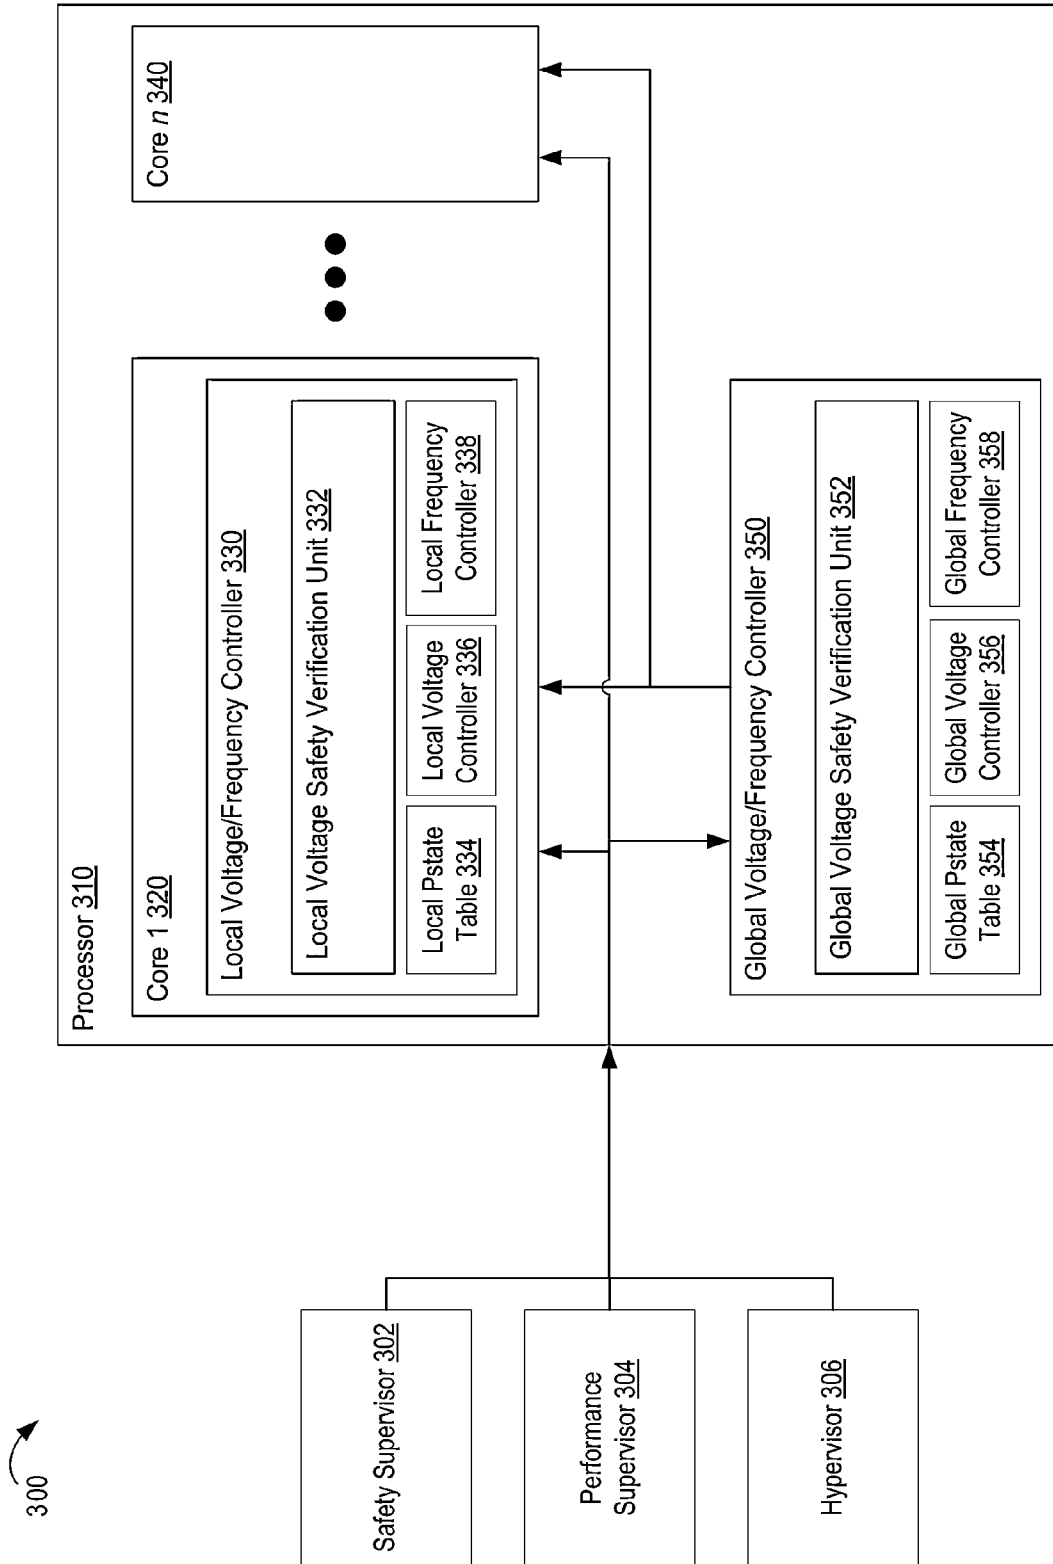 300
Safety Supervisor 302
Performance
Supervisor 304
Hypervisor 306
Processor 310
Core 1 320
Local Voltage/Frequency Controller 330
Local Voltage Safety Verification Unit 332
Local Pstate
Table 334
Local Voltage
Controller 336
Local Frequency
Controller 338
Core n 340
Global Voltage/Frequency Controller 350
Global Voltage Safety Verification Unit 352
Global Pstate
Table 354
Global Voltage
Controller 356
Global Frequency
Controller 358